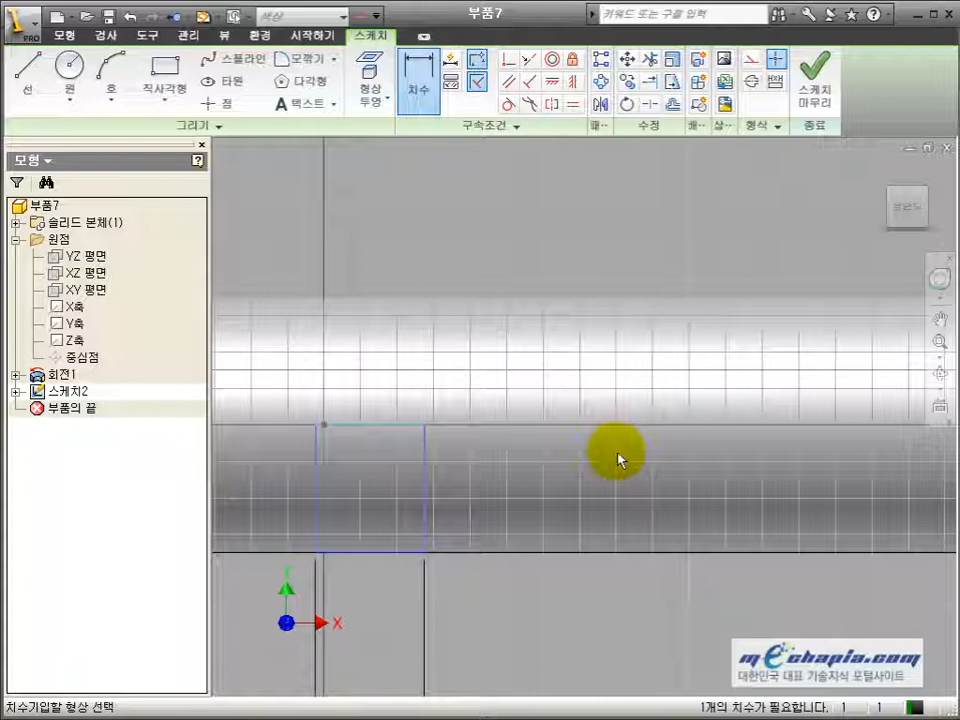 PRO
색상
부품7
키워드 또는 구절 입력
모형 검사 도구 관리 뷰 환경 시작하기 스케치
선 원 호 직사각형
스플라인 모깎기
타원 다각형
점 A 텍스트
형상
투영
치수
스케치
마무리
그리기 구속조건 패··· 수정 형식 종료
모형
부품7
솔리드 본체(1)
원점
YZ 평면
XZ 평면
XY 평면
X축
Y축
Z축
중심점
회전1
스케치2
부품의 끝
X
mEchapia.com
대한민국 대표 기술지식 포털사이트
치수기입할 형상 선택
1개의 치수가 필요합니다. 1 1